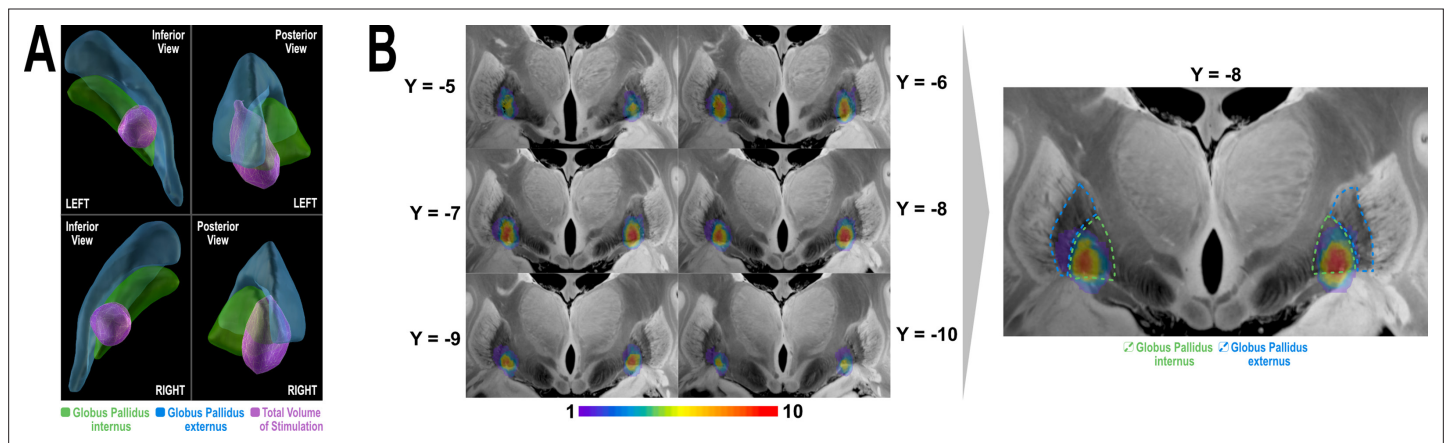 A
Inferior
View
LEFT
Posterior
View
LEFT
Inferior
View
RIGHT
Posterior
View
RIGHT
Globus Pallidus
internus
Globus Pallidus
externus
Total Volume
of Stimulation
B
Y = -5
Y = -6
Y = -7
Y = -8
Y = -9
Y = -10
1
10
Y = -8
Globus Pallidus
internus
Globus Pallidus
externus